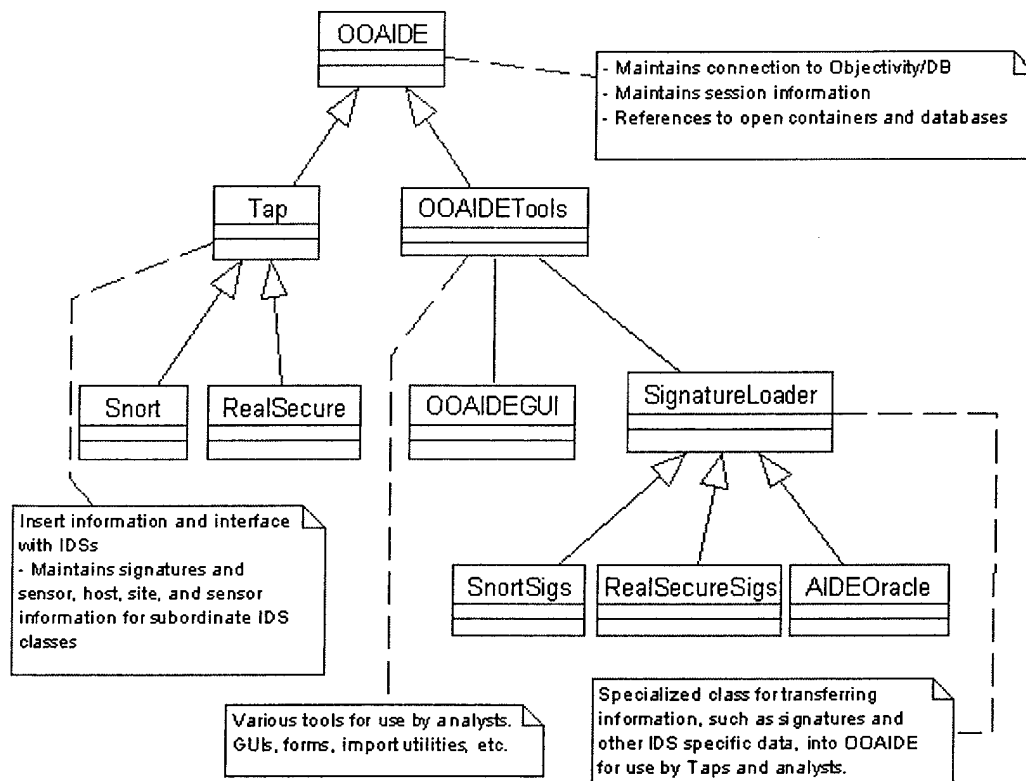 OOAIDE
- Maintains connection to Objectivity/DB
- Maintains session information
- References to open containers and databases
Tap
OOAIDETools
Snort
RealSecure
OOAIDEGUI
SignatureLoader
Insert information and interface
with IDSs
- Maintains signatures and
sensor, host, site, and sensor
information for subordinate IDS
classes
SnortSigs
RealSecureSigs
AIDEOracle
Various tools for use by analysts.
GUIs, forms, import utilities, etc.
Specialized class for transferring
information, such as signatures and
other IDS specific data, into OOAIDE
for use by Taps and analysts.